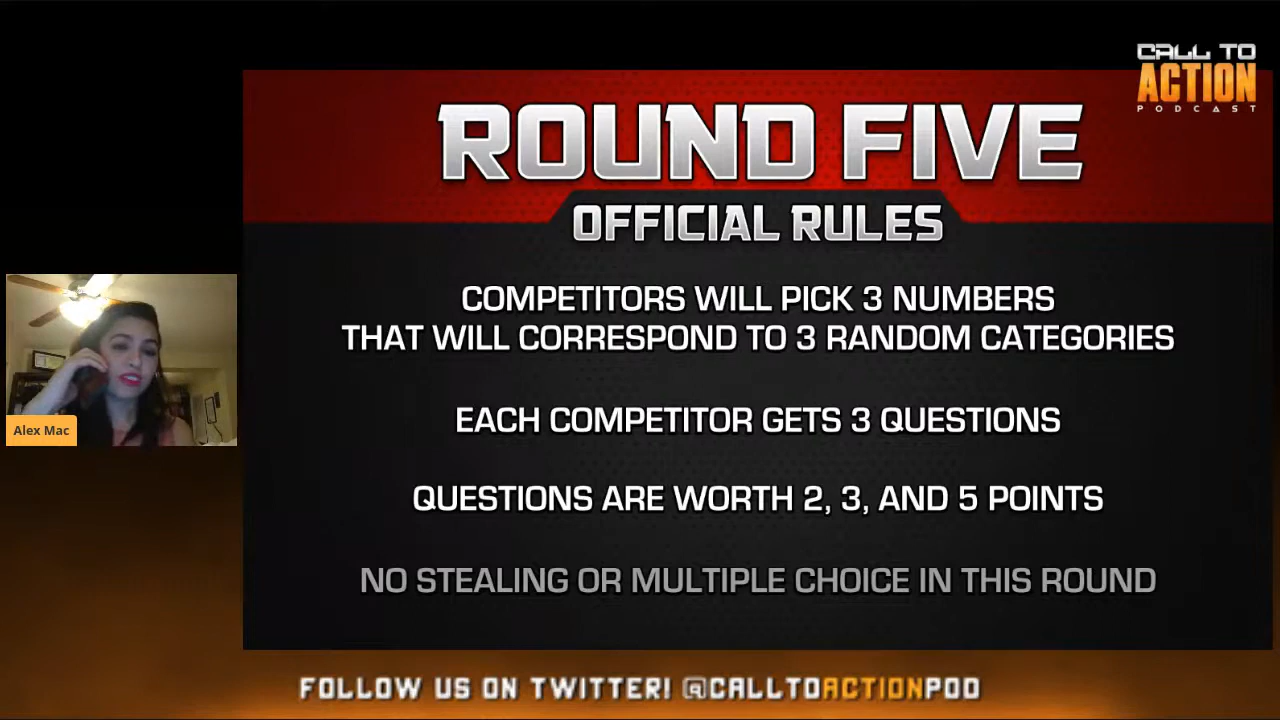 CALL TO
ACTION
PODCAST
ROUND FIVE
OFFICIAL RULES
COMPETITORS WILL PICK 3 NUMBERS
THAT WILL CORRESPOND TO 3 RANDOM CATEGORIES
EACH COMPETITOR GETS 3 QUESTIONS
QUESTIONS ARE WORTH 2, 3, AND 5 POINTS
NO STEALING OR MULTIPLE CHOICE IN THIS ROUND
Alex Mac
FOLLOW US ON TWITTER! @CALLTOACTIONPOD